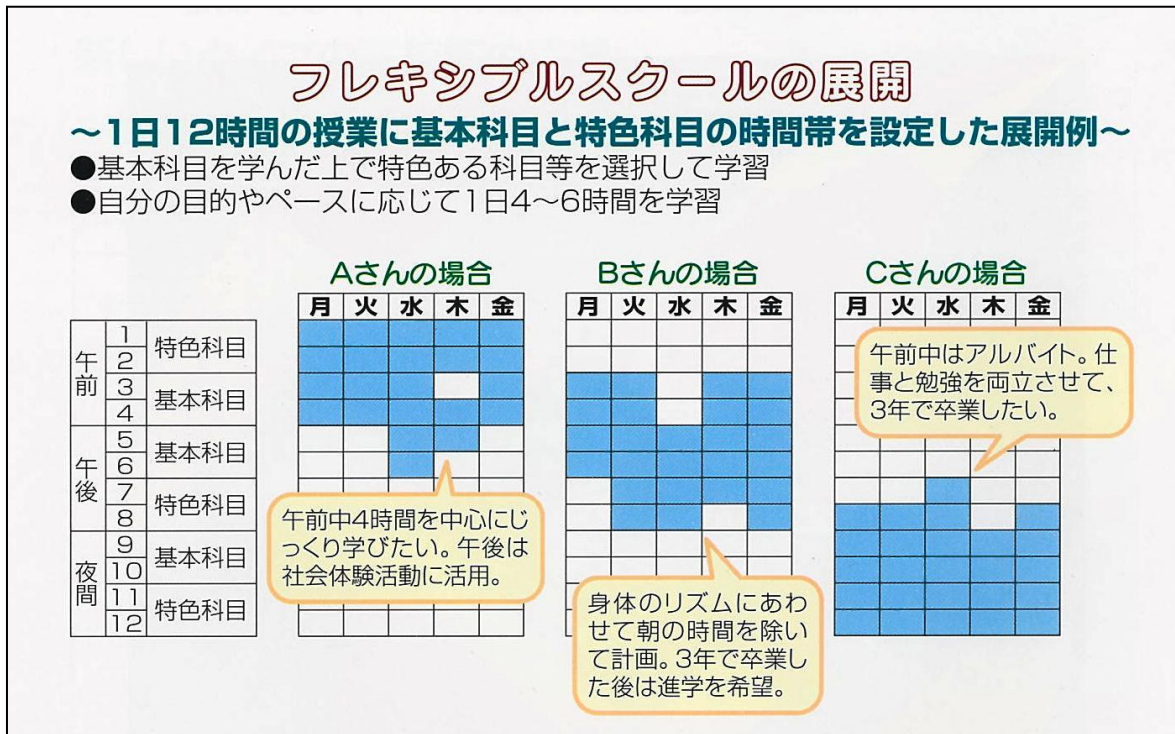 フレキシブルスクールの展開
～1日12時間の授業に基本科目と特色科目の時間帯を設定した展開例～
●基本科目を学んだ上で特色ある科目等を選択して学習
●自分の目的やペースに応じて1日4～6時間を学習
Aさんの場合
Bさんの場合
Cさんの場合
月 火 水 木 金
月 火 水 木 金
月 火 水 木 金
午前
1
2
特色科目
3
4
基本科目
午後
5
6
基本科目
7
8
特色科目
夜間
9
10
基本科目
11
12
特色科目
午前中4時間を中心にじ
っくり学びたい。午後は
社会体験活動に活用。
身体のリズムにあわ
せて朝の時間を除い
て計画。3年で卒業し
た後は進学を希望。
午前中はアルバイト。仕
事と勉強を両立させて、
3年で卒業したい。